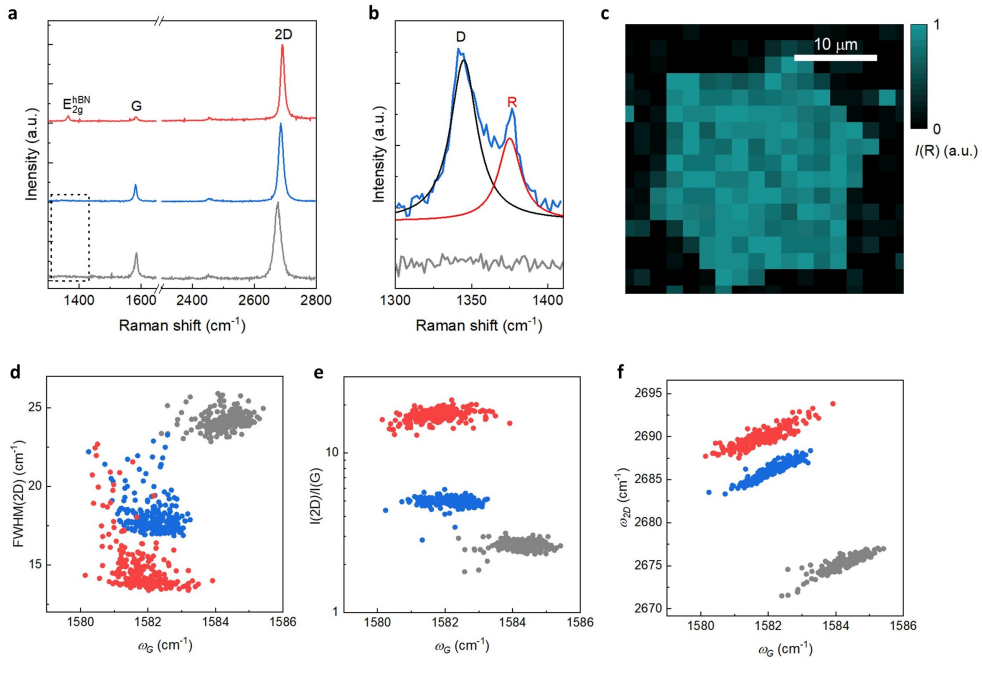 a
Inensity (a.u.)
E2g^hBN
G
2D
1400 1600 2400 2600 2800
Raman shift (cm-1)
b
Intensity (a.u.)
D
R
1300 1350 1400
Raman shift (cm-1)
c
10 μm
1
0
I(R) (a.u.)
d
FWHM(2D) (cm-1)
25
20
15
1580 1582 1584 1586
ωG (cm-1)
e
I(2D)/I(G)
10
1
1580 1582 1584 1586
ωG (cm-1)
f
ω2D (cm-1)
2695
2690
2685
2680
2675
2670
1580 1582 1584 1586
ωG (cm-1)